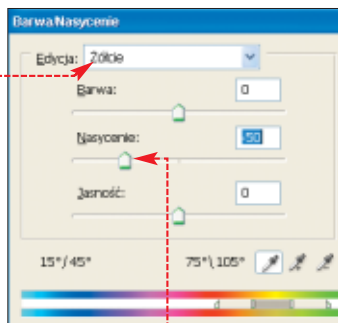 Barwa/Nasycenie
Edycja: Żółcie
Barwa: 0
Nasycenie: -50
Jasność: 0
15°/45° 75°\105°